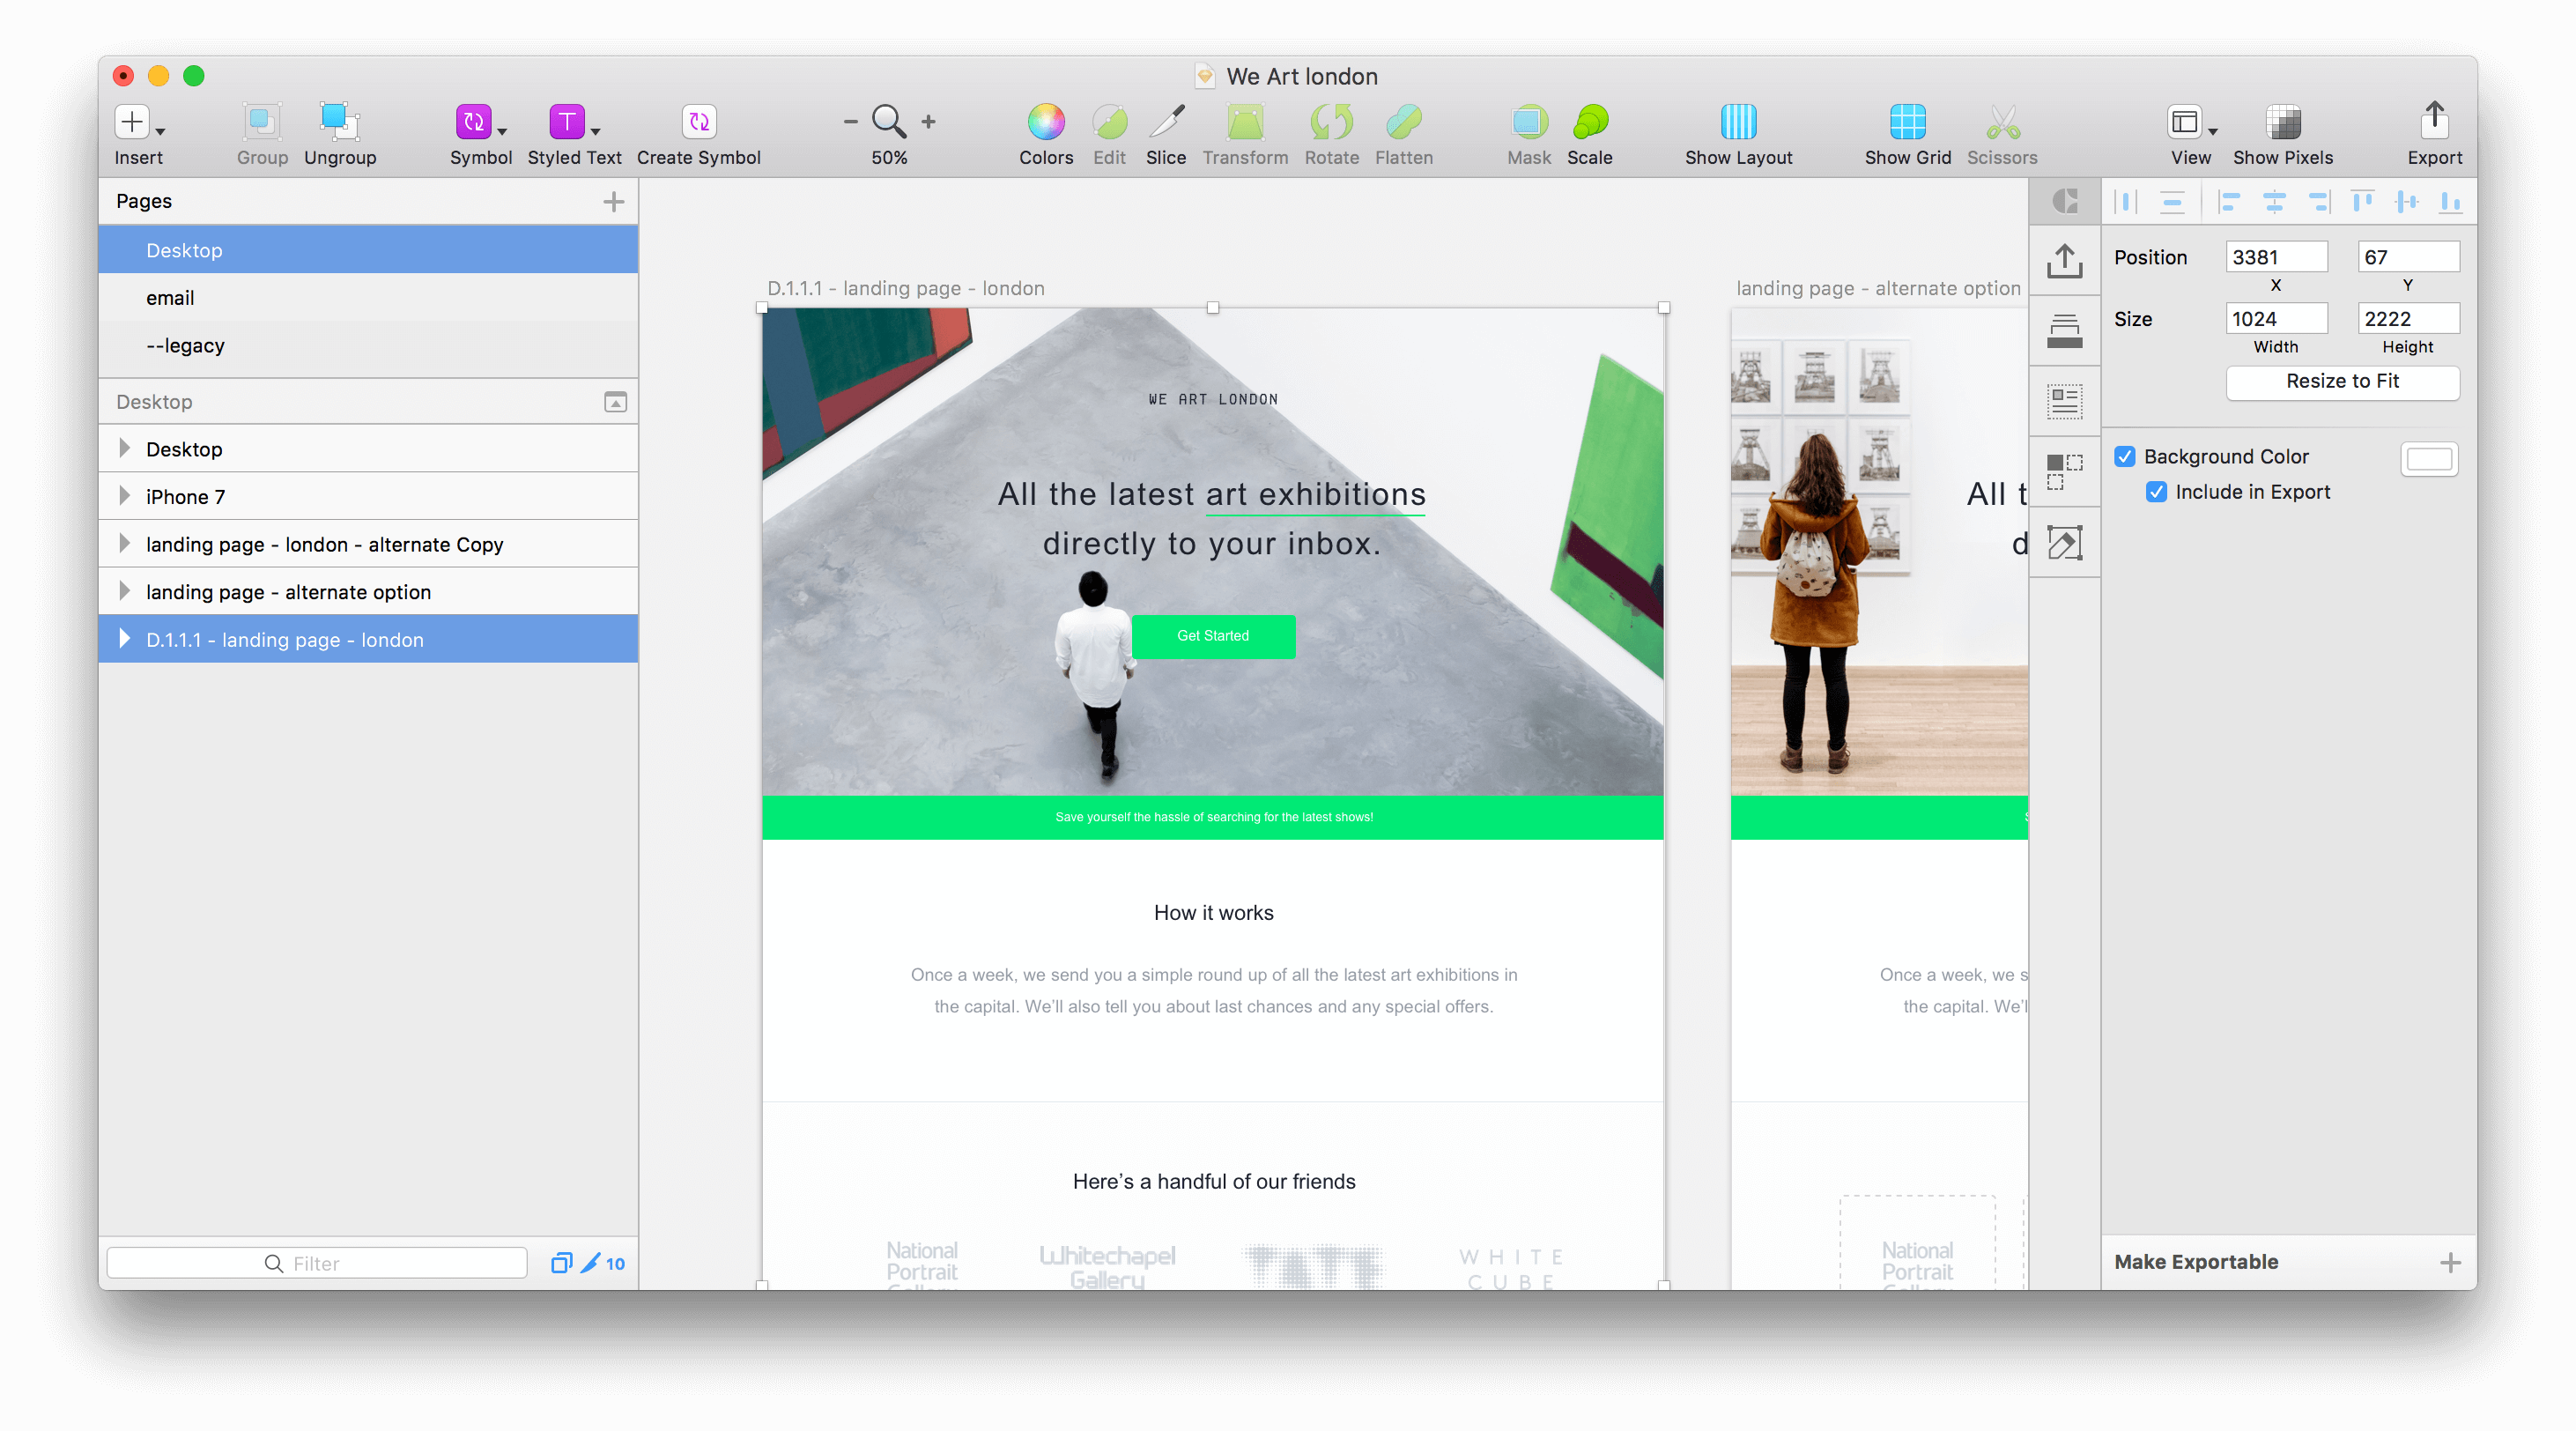 We Art london
Insert
Group
Ungroup
Symbol
Styled Text
Create Symbol
50%
Colors
Edit
Slice
Transform
Rotate
Flatten
Mask
Scale
Show Layout
Show Grid
Scissors
View
Show Pixels
Export
Pages
Desktop
email
--legacy
Desktop
Desktop
iPhone 7
landing page - london - alternate Copy
landing page - alternate option
D.1.1.1 - landing page - london
Filter
10
D.1.1.1 - landing page - london
WE ART LONDON
All the latest art exhibitions
directly to your inbox.
Get Started
Save yourself the hassle of searching for the latest shows!
How it works
Once a week, we send you a simple round up of all the latest art exhibitions in
the capital. We’ll also tell you about last chances and any special offers.
Here’s a handful of our friends
National
Portrait
Gallery
Whitechapel
Gallery
WHITE
CUBE
landing page - alternate option
All t
d
Once a week, we s
the capital. We’l
National
Portrait
Gallery
Position
3381
67
X
Y
Size
1024
2222
Width
Height
Resize to Fit
Background Color
Include in Export
Make Exportable